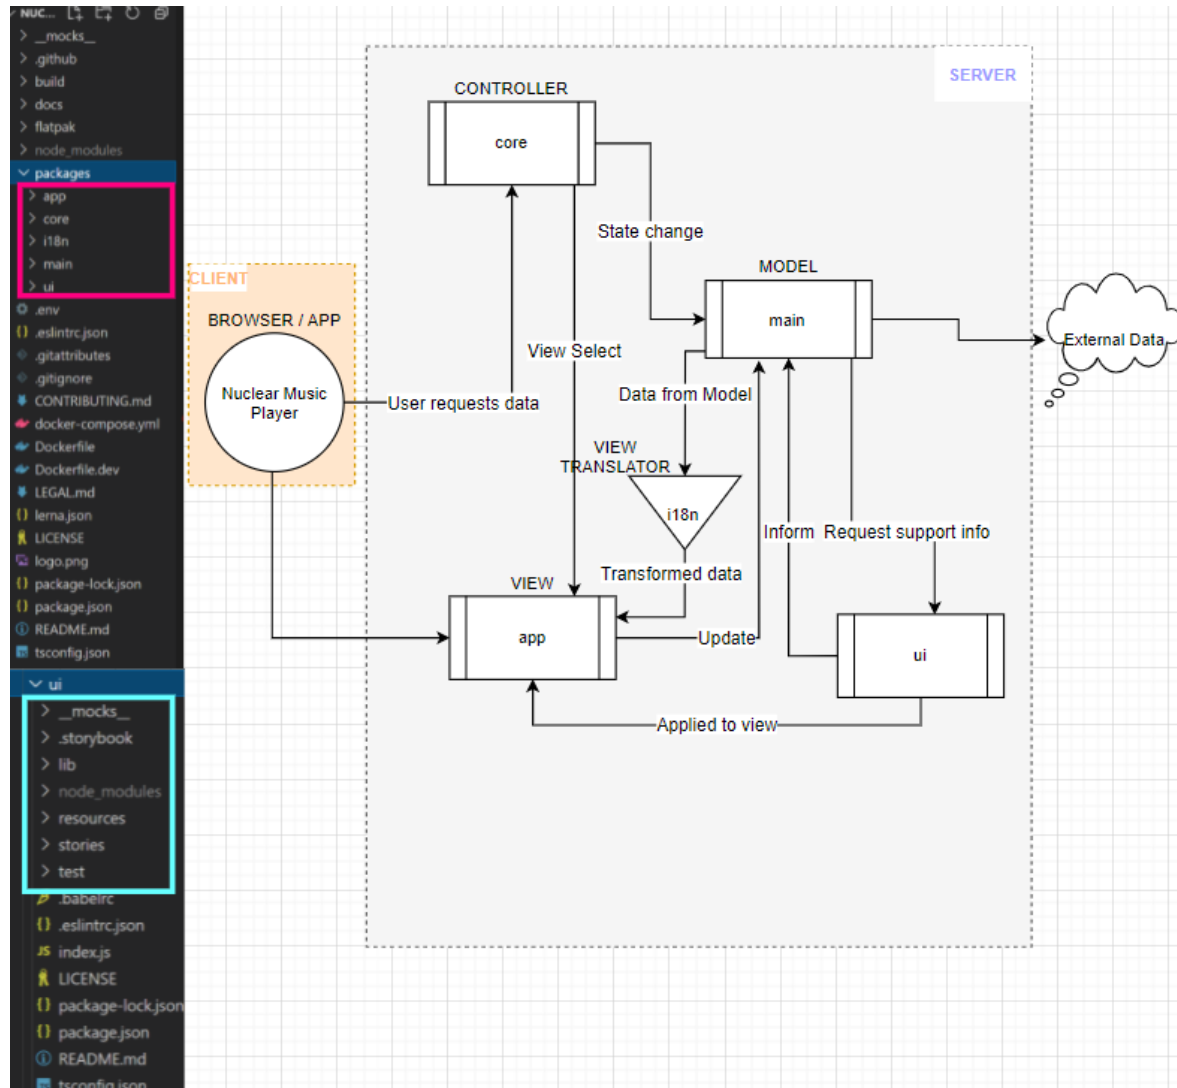 NUC...
__mocks__
.github
build
docs
flatpak
node_modules
packages
app
core
i18n
main
ui
.env
.eslintrc.json
.gitattributes
.gitignore
CONTRIBUTING.md
docker-compose.yml
Dockerfile
Dockerfile.dev
LEGAL.md
lerna.json
LICENSE
logo.png
package-lock.json
package.json
README.md
tsconfig.json
ui
__mocks__
.storybook
lib
node_modules
resources
stories
test
.babelrc
.eslintrc.json
index.js
LICENSE
package-lock.json
package.json
README.md
tsconfig.json
SERVER
CONTROLLER
core
State change
CLIENT
BROWSER / APP
Nuclear Music
Player
User requests data
View Select
MODEL
main
External Data
Data from Model
VIEW
TRANSLATOR
i18n
Inform
Request support info
Transformed data
VIEW
app
Update
ui
Applied to view